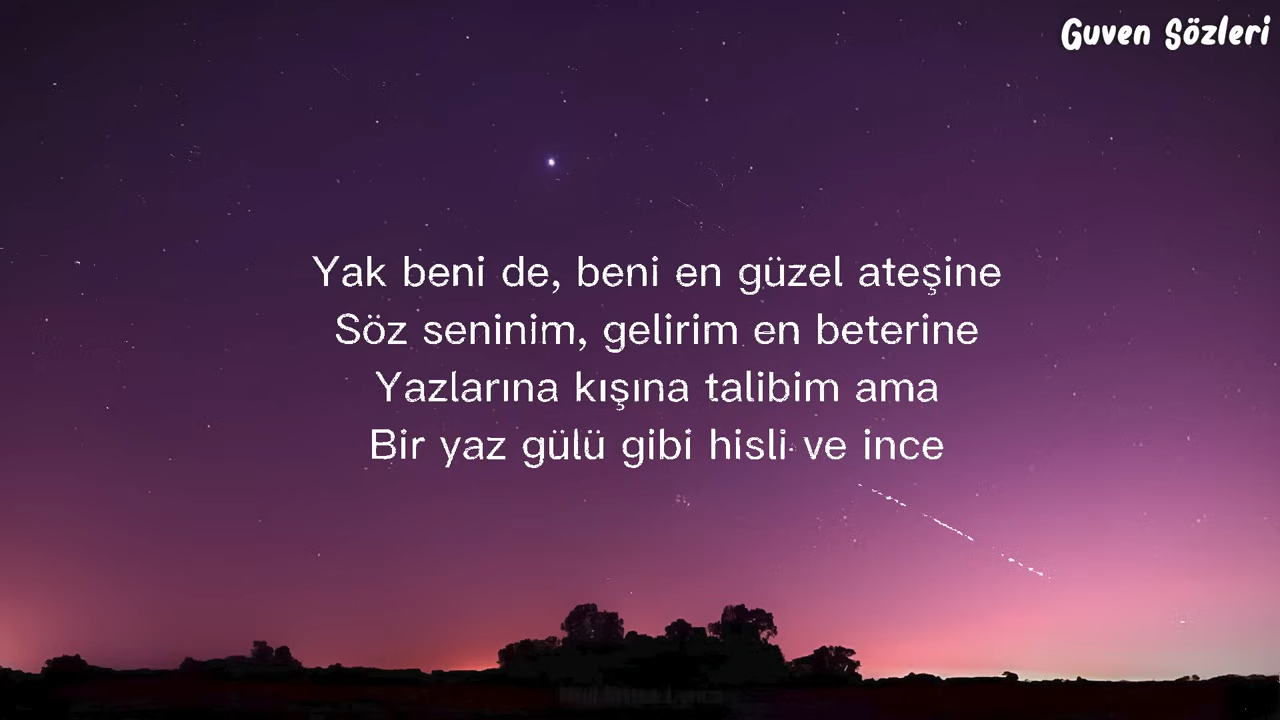 Guven Sözleri
Yak beni de, beni en güzel ateşine
Söz seninim, gelirim en beterine
Yazlarına kışına talibim ama
Bir yaz gülü gibi hisli ve ince